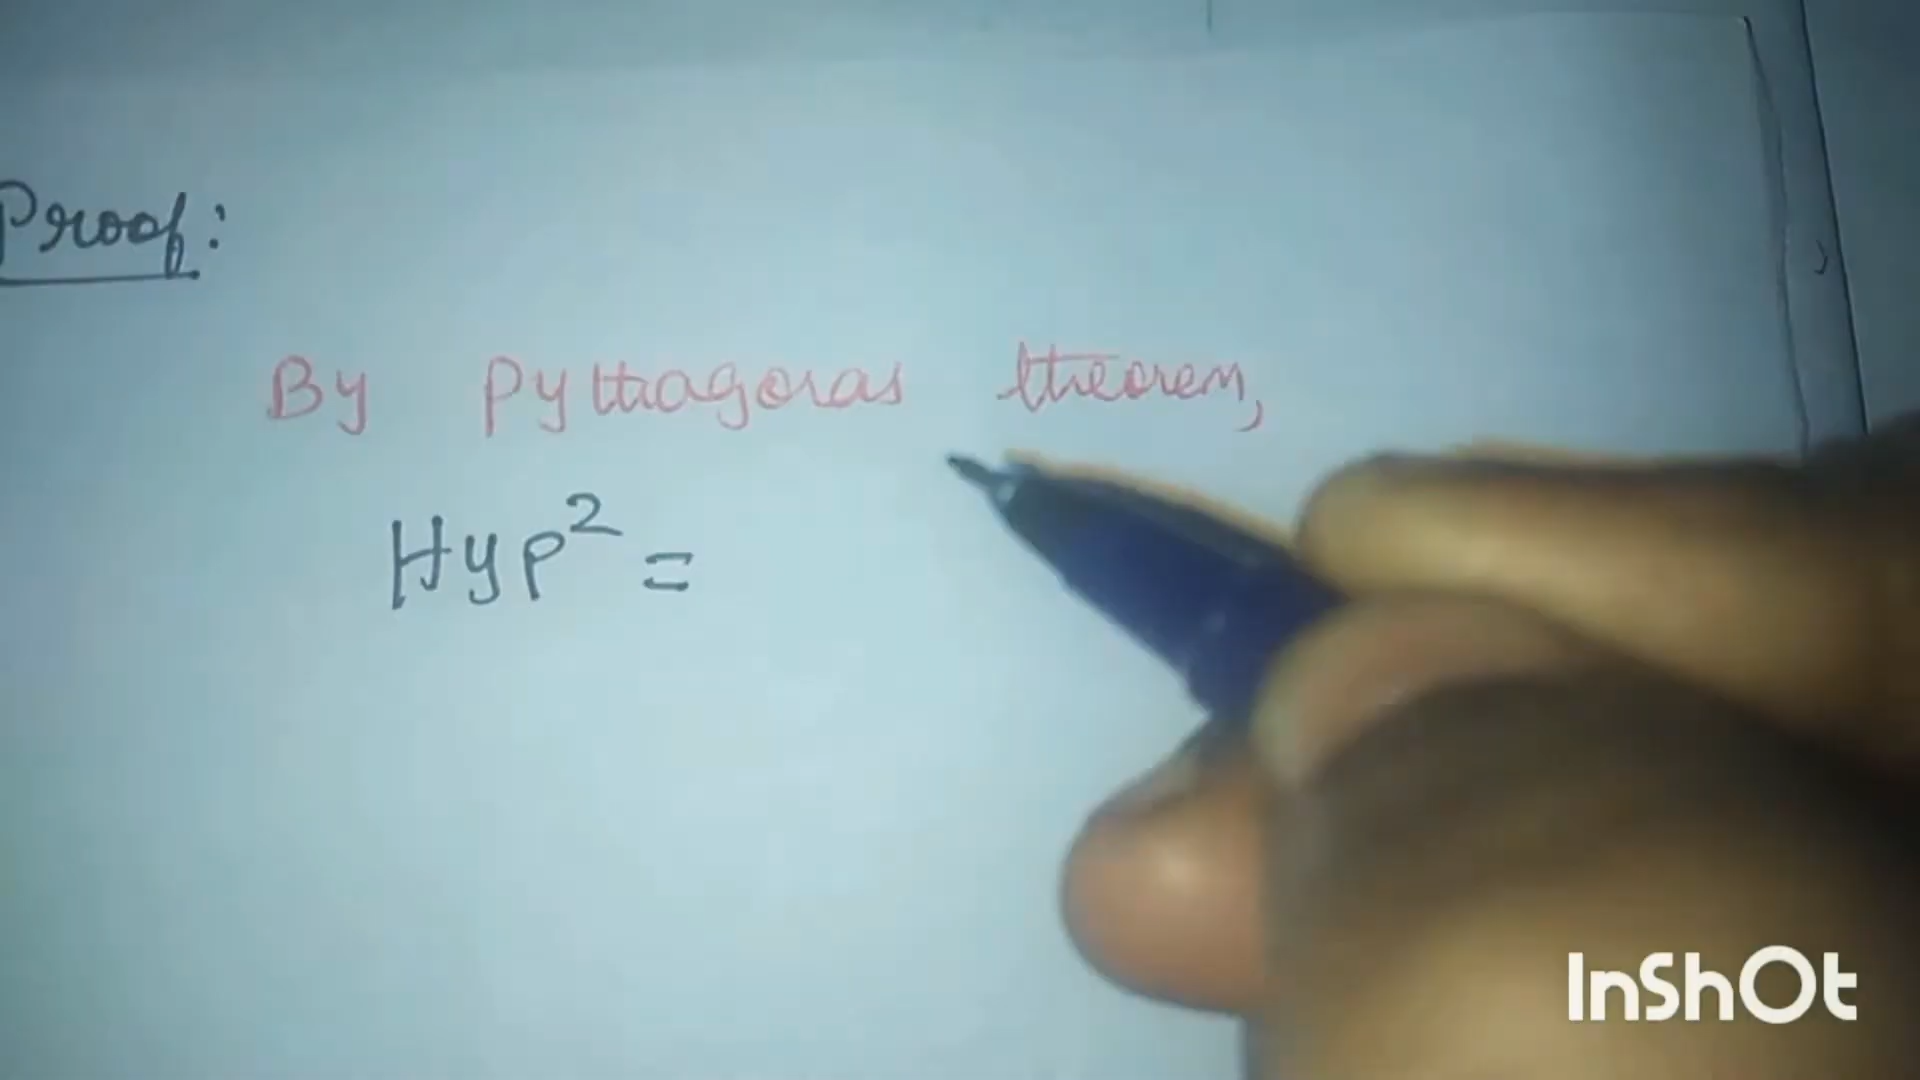 Proof:
By Pythagoras theorem,
Hyp² =
InShOt